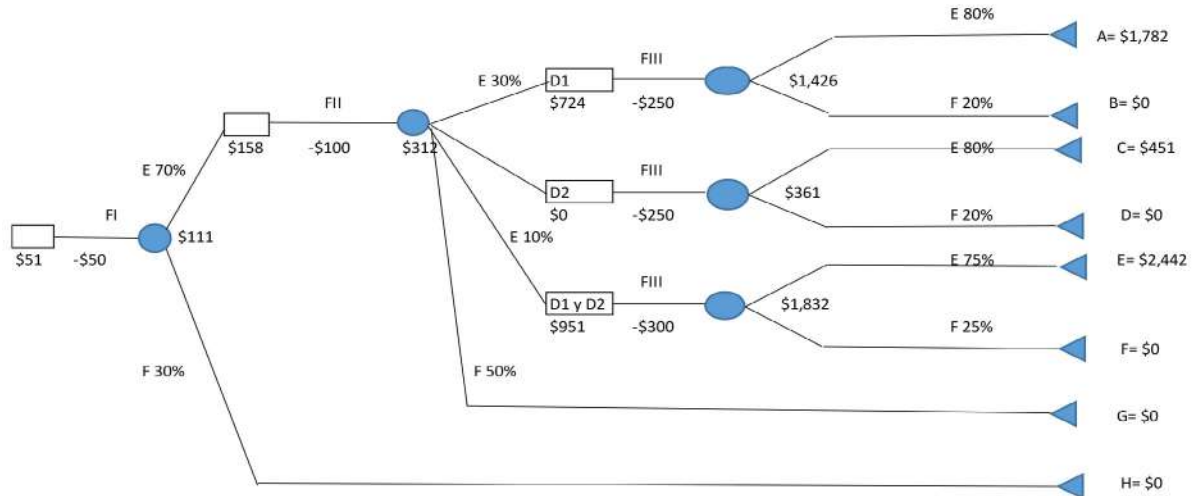 E 80%
A= $1,782
FIII
E 30%
D1
$1,426
$724
-$250
FII
F 20%
B= $0
$158
-$100
$312
E 80%
C= $451
E 70%
FIII
D2
$361
$0
-$250
F 20%
D= $0
FI
$111
E 10%
$51
-$50
E 75%
E= $2,442
FIII
D1 y D2
$1,832
$951
-$300
F 25%
F= $0
F 30%
F 50%
G= $0
H= $0